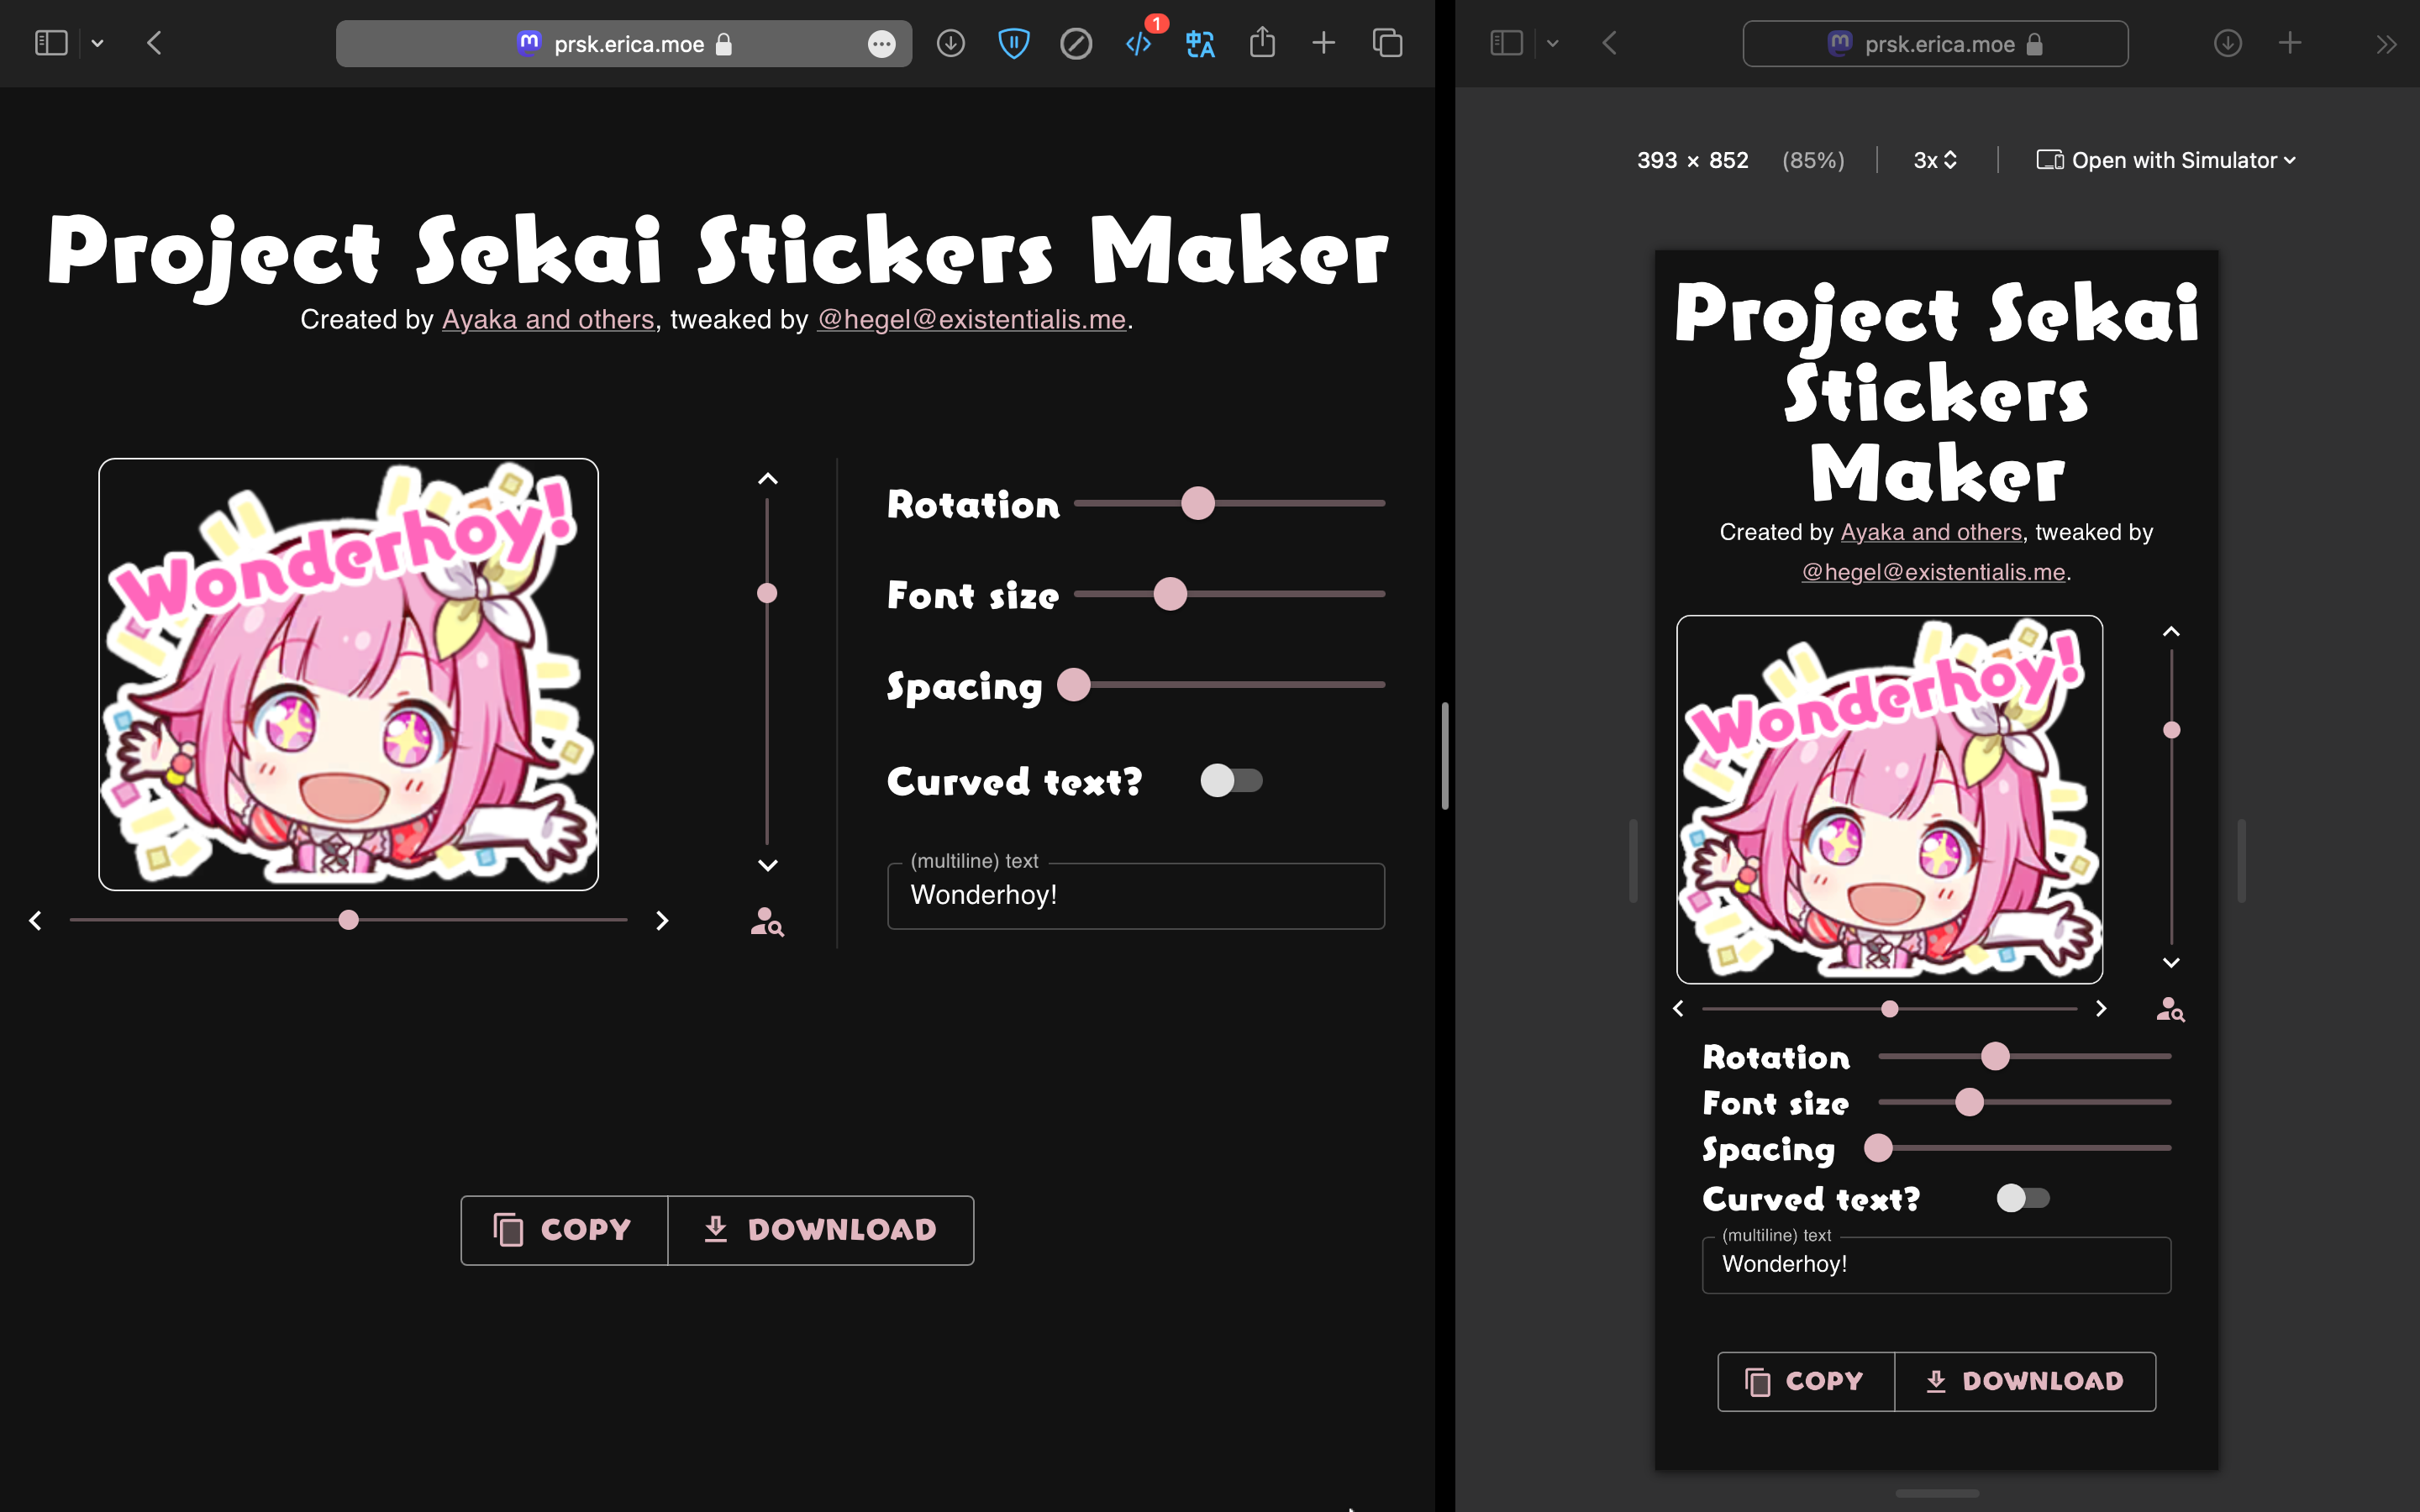 prsk.erica.moe
1
Project Sekai Stickers Maker
Created by Ayaka and others, tweaked by @hegel@existentialis.me.
Wonderhoy!
Rotation
Font size
Spacing
Curved text?
(multiline) text
Wonderhoy!
COPY
DOWNLOAD
prsk.erica.moe
393 × 852 (85%) 3x Open with Simulator
Project Sekai
Stickers
Maker
Created by Ayaka and others, tweaked by
@hegel@existentialis.me.
Wonderhoy!
Rotation
Font size
Spacing
Curved text?
(multiline) text
Wonderhoy!
COPY
DOWNLOAD